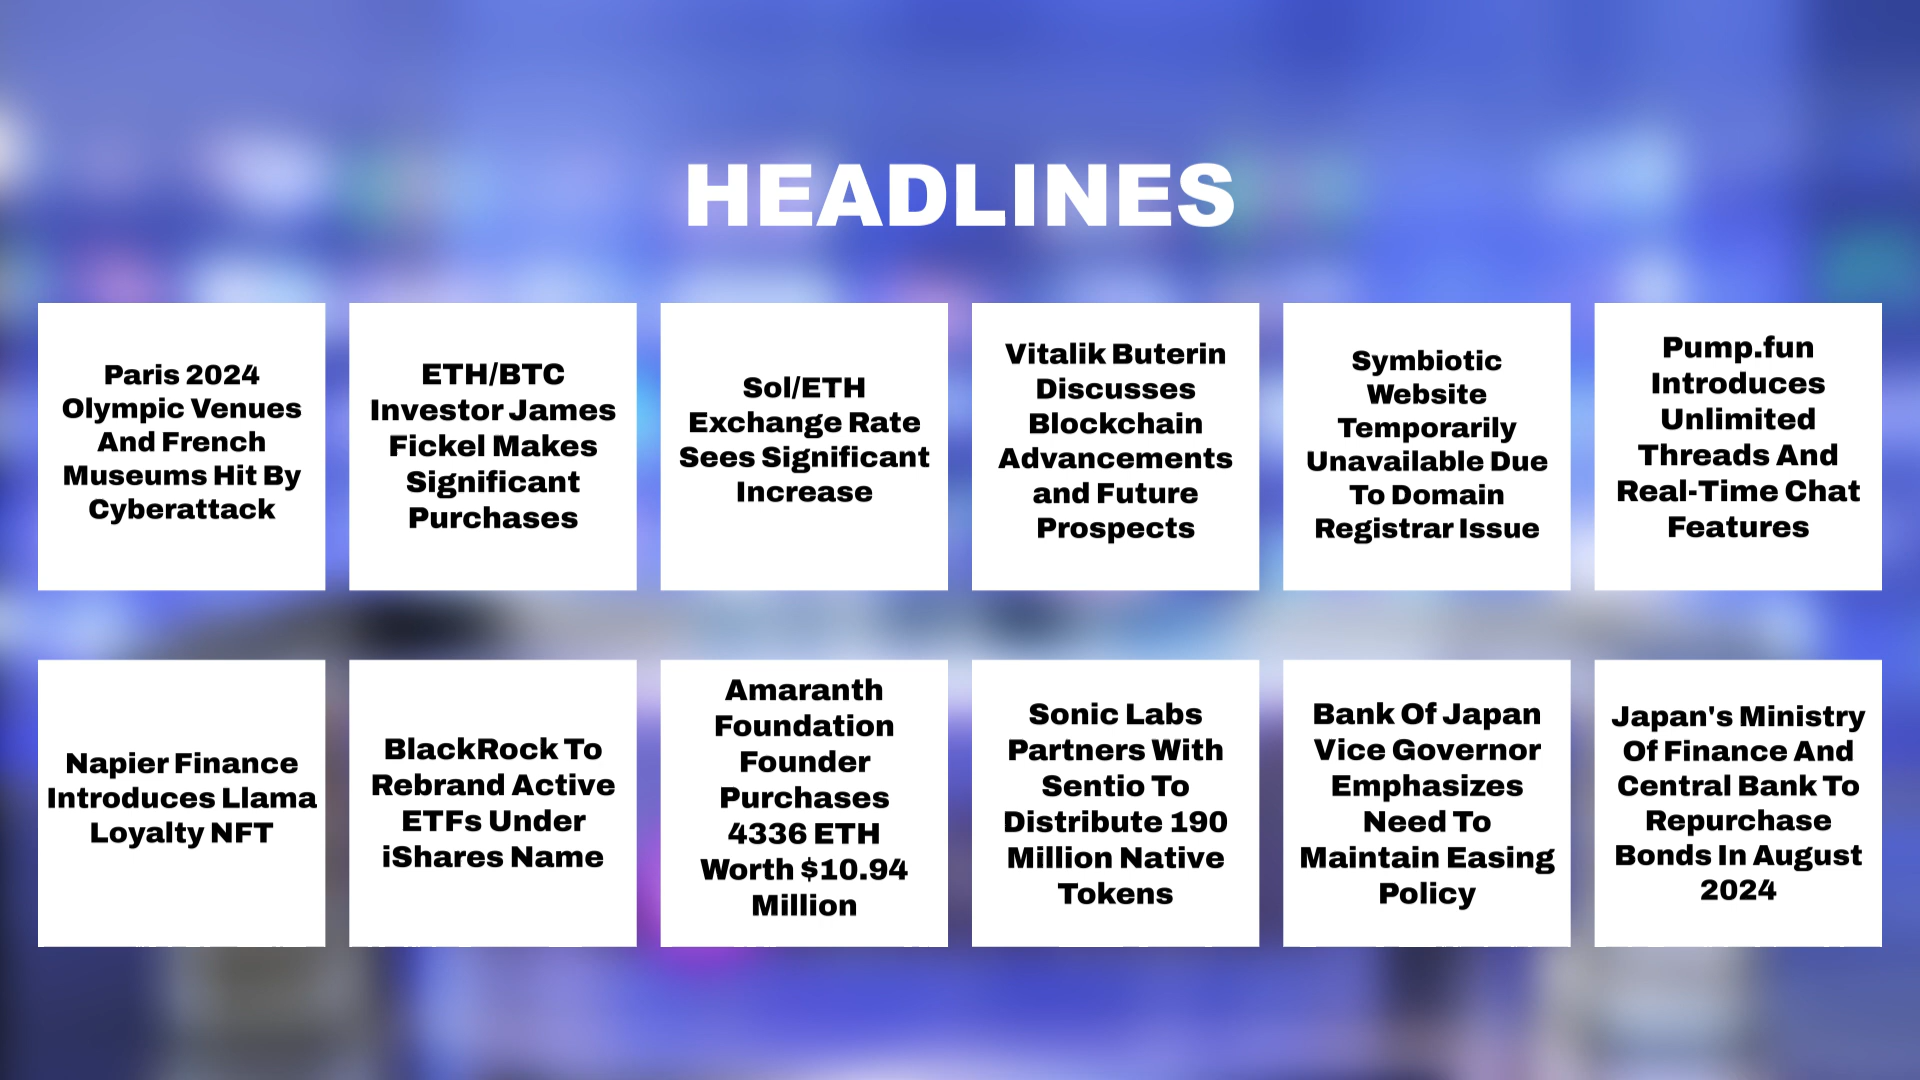 HEADLINES
Paris 2024
Olympic Venues
And French
Museums Hit By
Cyberattack
ETH/BTC
Investor James
Fickel Makes
Significant
Purchases
Sol/ETH
Exchange Rate
Sees Significant
Increase
Vitalik Buterin
Discusses
Blockchain
Advancements
and Future
Prospects
Symbiotic
Website
Temporarily
Unavailable Due
To Domain
Registrar Issue
Pump.fun
Introduces
Unlimited
Threads And
Real-Time Chat
Features
Napier Finance
Introduces Llama
Loyalty NFT
BlackRock To
Rebrand Active
ETFs Under
iShares Name
Amaranth
Foundation
Founder
Purchases
4336 ETH
Worth $10.94
Million
Sonic Labs
Partners With
Sentio To
Distribute 190
Million Native
Tokens
Bank Of Japan
Vice Governor
Emphasizes
Need To
Maintain Easing
Policy
Japan's Ministry
Of Finance And
Central Bank To
Repurchase
Bonds In August
2024